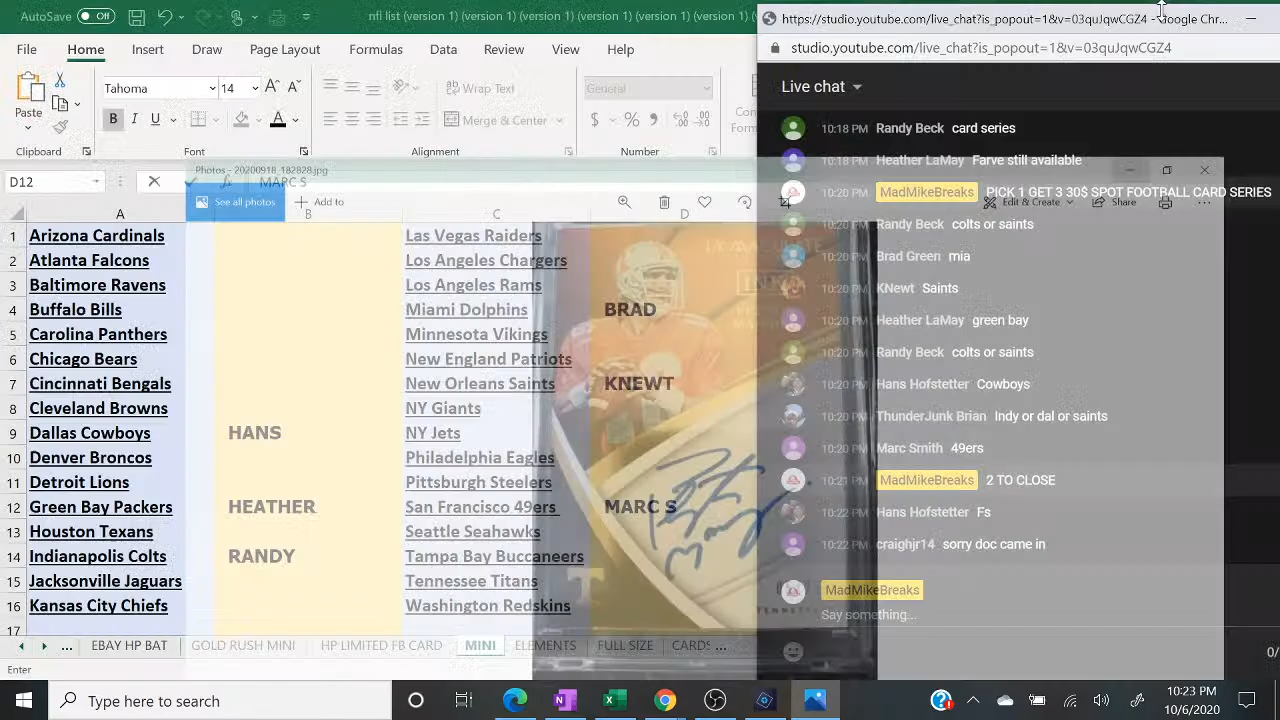 AutoSave Off nfl list (version 1) (version 1) (version 1)
https://studio.youtube.com/live_chat?is_popout=1&v=03quJqwCGZ4 - Google Chr...
studio.youtube.com/live_chat?is_popout=1&v=03quJqwCGZ4
File Home Insert Draw Page Layout Formulas Data Review View Help
Tahoma 14 Wrap Text General
Paste B I U A Merge & Center $ % 9
Clipboard Font Alignment Number
Photos - 20200918_182828.jpg
D12 fx MARC S
See all photos Add to Edit & Create Share
A B C D
1 Arizona Cardinals Las Vegas Raiders
2 Atlanta Falcons Los Angeles Chargers
3 Baltimore Ravens Los Angeles Rams
4 Buffalo Bills Miami Dolphins BRAD
5 Carolina Panthers Minnesota Vikings
6 Chicago Bears New England Patriots
7 Cincinnati Bengals New Orleans Saints KNEWT
8 Cleveland Browns NY Giants
9 Dallas Cowboys HANS NY Jets
10 Denver Broncos Philadelphia Eagles
11 Detroit Lions Pittsburgh Steelers
12 Green Bay Packers HEATHER San Francisco 49ers MARC S
13 Houston Texans Seattle Seahawks
14 Indianapolis Colts RANDY Tampa Bay Buccaneers
15 Jacksonville Jaguars Tennessee Titans
16 Kansas City Chiefs Washington Redskins
17
... EBAY HP BAT GOLD RUSH MINI HP LIMITED FB CARD MINI ELEMENTS FULL SIZE CARDS ...
Enter
Live chat
10:18 PM Randy Beck card series
10:18 PM Heather LaMay Farve still available
10:20 PM MadMikeBreaks PICK 1 GET 3 30$ SPOT FOOTBALL CARD SERIES
10:20 PM Randy Beck colts or saints
10:20 PM Brad Green mia
10:20 PM KNewt Saints
10:20 PM Heather LaMay green bay
10:20 PM Randy Beck colts or saints
10:20 PM Hans Hofstetter Cowboys
10:20 PM ThunderJunk Brian Indy or dal or saints
10:20 PM Marc Smith 49ers
10:21 PM MadMikeBreaks 2 TO CLOSE
10:22 PM Hans Hofstetter Fs
10:22 PM craighjr14 sorry doc came in
MadMikeBreaks
Say something...
0/
Type here to search
10:23 PM
10/6/2020